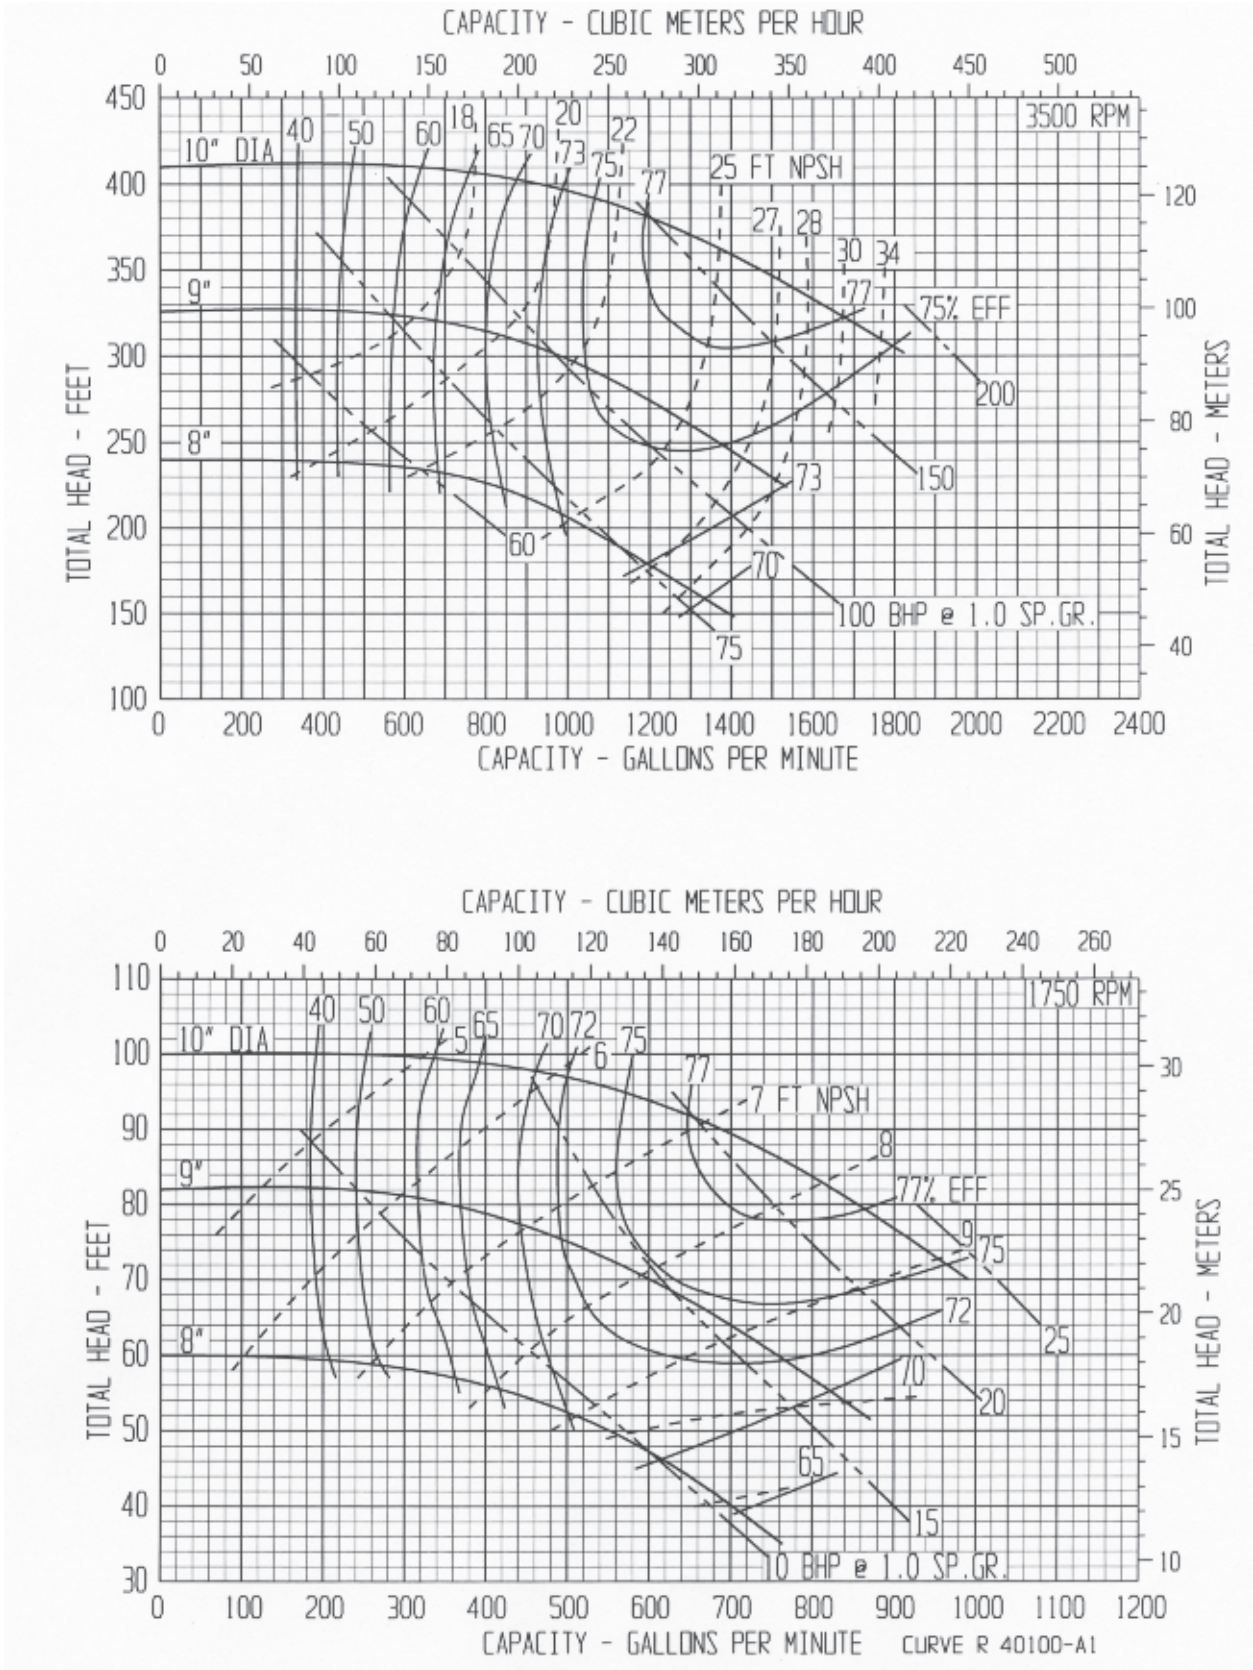 CAPACITY - CUBIC METERS PER HOUR
0 50 100 150 200 250 300 350 400 450 500
450 3500 RPM
18 20
40 50 60 65 70 22
10" DIA 73 75 25 FT NPSH
400 77 120
27 28
30 34
350
9" 77 75% EFF 100
300
200
250 80
8"
73 150
200 60
60 70
150 100 BHP @ 1.0 SP.GR.
75 40
100
0 200 400 600 800 1000 1200 1400 1600 1800 2000 2200 2400
CAPACITY - GALLONS PER MINUTE
TOTAL HEAD - FEET
TOTAL HEAD - METERS
CAPACITY - CUBIC METERS PER HOUR
0 20 40 60 80 100 120 140 160 180 200 220 240 260
110 1750 RPM
40 50 60 65 70 72 75
10" DIA 5 6
100 77 30
7 FT NPSH
90 8
9" 77% EFF 25
80
9 75
70
72 20
8" 25
60 70
20
50 15
65
40
15
10 BHP @ 1.0 SP.GR. 10
30
0 100 200 300 400 500 600 700 800 900 1000 1100 1200
CAPACITY - GALLONS PER MINUTE CURVE R 40100-A1
TOTAL HEAD - FEET
TOTAL HEAD - METERS